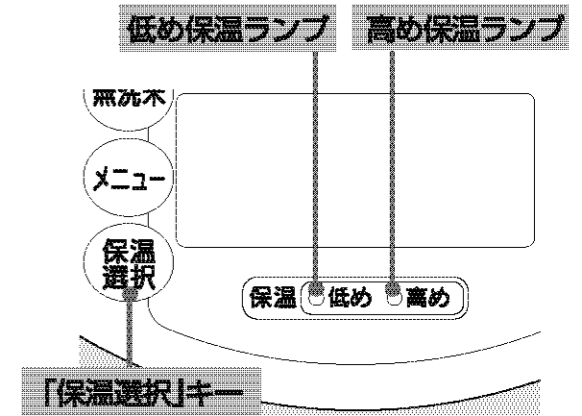 低め保温ランプ
高め保温ランプ
無洗米
メニュー
保温
選択
保温 低め 高め
「保温選択」キー